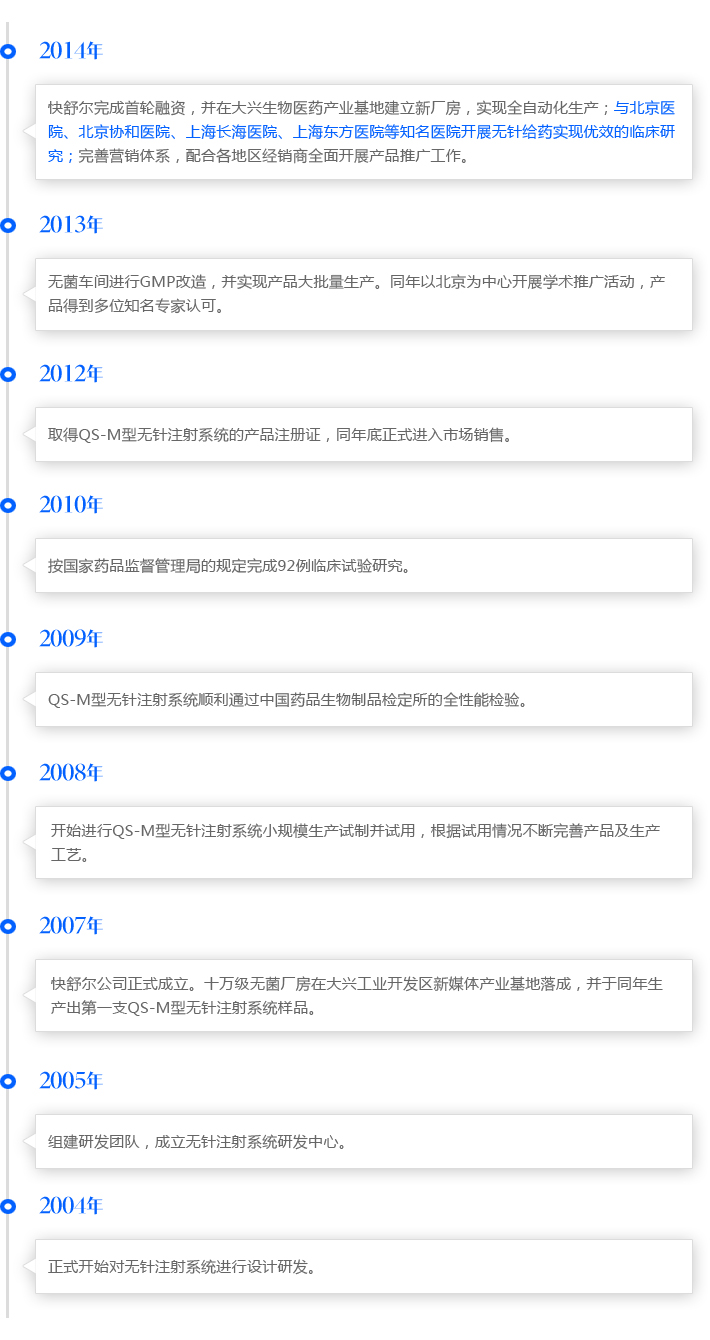 2014年
快舒尔完成首轮融资，并在大兴生物医药产业基地建立新厂房，实现全自动化生产；与北京医
院、北京协和医院、上海长海医院、上海东方医院等知名医院开展无针给药实现优效的临床研
究；完善营销体系，配合各地区经销商全面开展产品推广工作。
2013年
无菌车间进行GMP改造，并实现产品大批量生产。同年以北京为中心开展学术推广活动，产
品得到多位知名专家认可。
2012年
取得QS-M型无针注射系统的产品注册证，同年底正式进入市场销售。
2010年
按国家药品监督管理局的规定完成92例临床试验研究。
2009年
QS-M型无针注射系统顺利通过中国药品生物制品检定所的全性能检验。
2008年
开始进行QS-M型无针注射系统小规模生产试制并试用，根据试用情况不断完善产品及生产
工艺。
2007年
快舒尔公司正式成立。十万级无菌厂房在大兴工业开发区新媒体产业基地落成，并于同年生
产出第一支QS-M型无针注射系统样品。
2005年
组建研发团队，成立无针注射系统研发中心。
2004年
正式开始对无针注射系统进行设计研发。